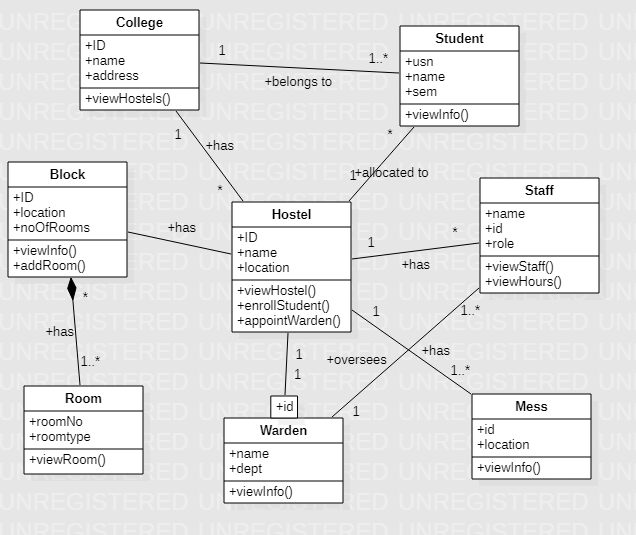 College
+ID
+name
+address
+viewHostels()
Student
+usn
+name
+sem
+viewInfo()
1
1..*
+belongs to
1
+has
*
*
1
+allocated to
Block
+ID
+location
+noOfRooms
+viewInfo()
+addRoom()
+has
Hostel
+ID
+name
+location
+viewHostel()
+enrollStudent()
+appointWarden()
Staff
+name
+id
+role
+viewStaff()
+viewHours()
1
*
+has
*
+has
1..*
Room
+roomNo
+roomtype
+viewRoom()
1
1
+id
Warden
+name
+dept
+viewInfo()
1..*
+oversees
1
1
+has
1..*
Mess
+id
+location
+viewInfo()
UNREGISTERED